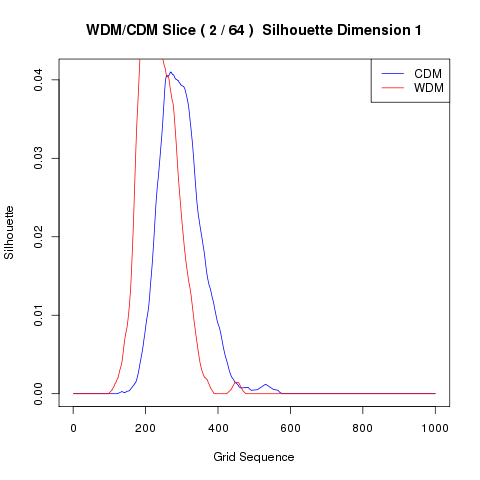 WDM/CDM Slice ( 2 / 64 )  Silhouette Dimension 1
CDM
WDM
Silhouette
0.04
0.03
0.02
0.01
0.00
0 200 400 600 800 1000
Grid Sequence